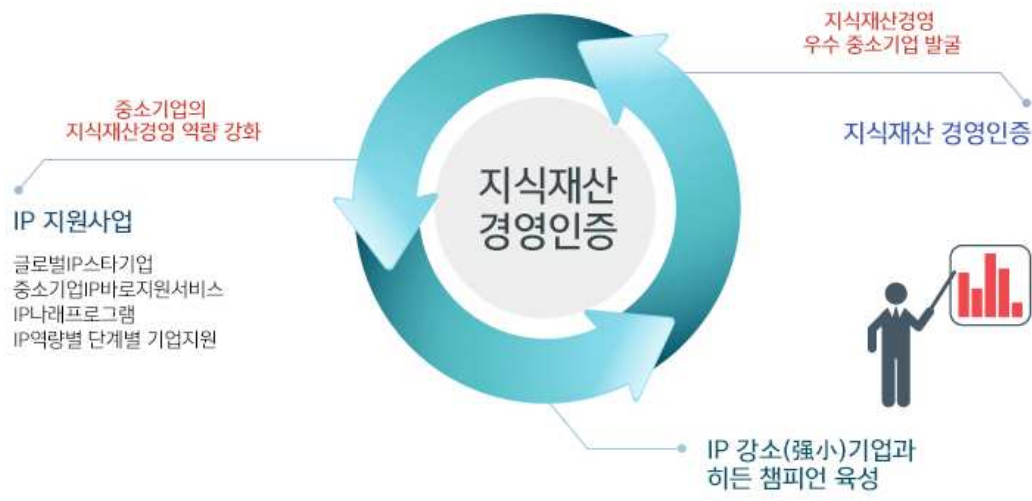 지식재산경영
우수 중소기업 발굴
지식재산 경영인증
중소기업의
지식재산경영 역량 강화
IP 지원사업
글로벌IP스타기업
중소기업IP바로지원서비스
IP나래프로그램
IP역량별 단계별 기업지원
지식재산
경영인증
IP 강소(强小)기업과
히든 챔피언 육성